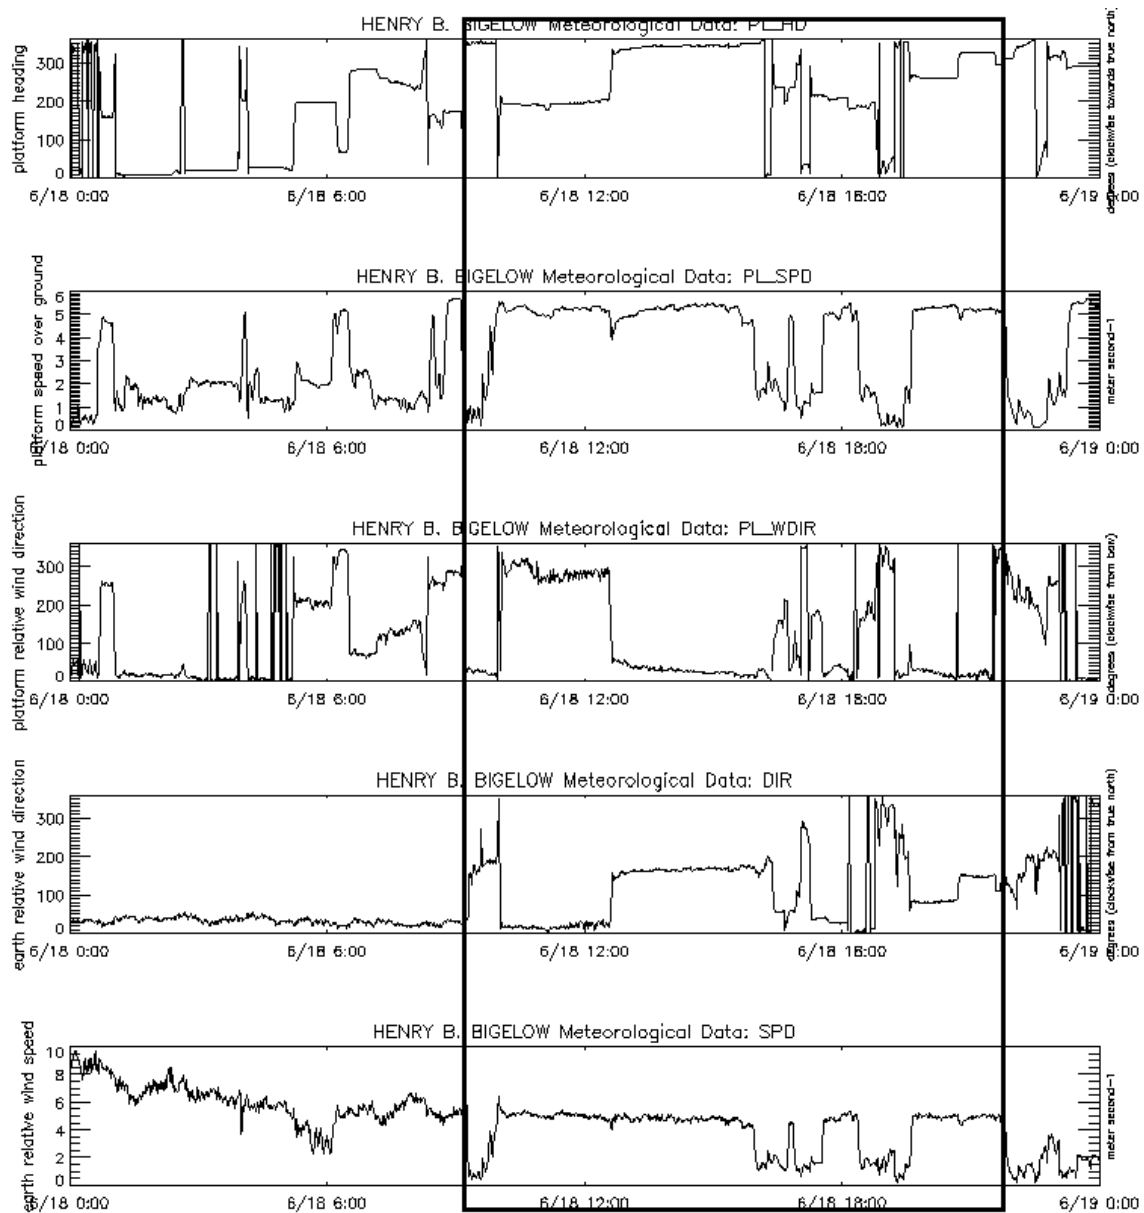 HENRY B. BIGELOW Meteorological Data: PL_HD
platform heading
300
200
100
0
degrees (clockwise towards true north)
6/18 0:00 6/18 6:00 6/18 12:00 6/18 18:00 6/19 0:00
HENRY B. BIGELOW Meteorological Data: PL_SPD
platform speed over ground
6
5
4
3
2
1
0
meter second-1
6/18 0:00 6/18 6:00 6/18 12:00 6/18 18:00 6/19 0:00
HENRY B. BIGELOW Meteorological Data: PL_WDIR
platform relative wind direction
300
200
100
0
degrees (clockwise from bow)
6/18 0:00 6/18 6:00 6/18 12:00 6/18 18:00 6/19 0:00
HENRY B. BIGELOW Meteorological Data: DIR
earth relative wind direction
300
200
100
0
degrees (clockwise from true north)
6/18 0:00 6/18 6:00 6/18 12:00 6/18 18:00 6/19 0:00
HENRY B. BIGELOW Meteorological Data: SPD
earth relative wind speed
10
8
6
4
2
0
meter second-1
6/18 0:00 6/18 6:00 6/18 12:00 6/18 18:00 6/19 0:00